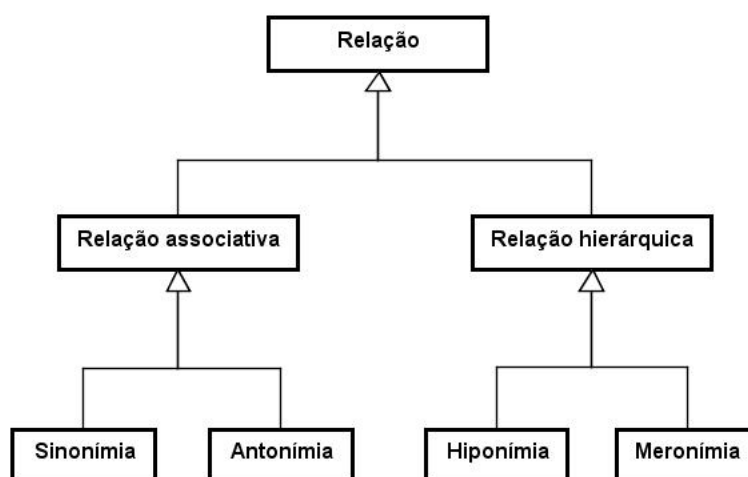 Relação
Relação associativa
Relação hierárquica
Sinonímia
Antonímia
Hiponímia
Meronímia